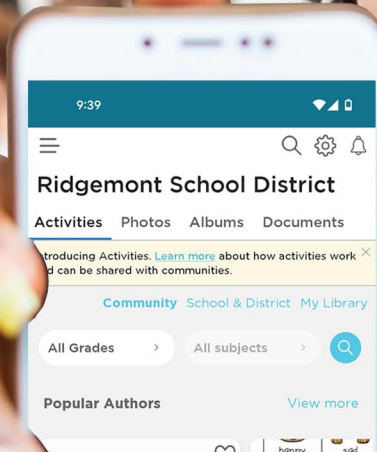 9:39
Ridgemont School District
Activities Photos Albums Documents
troducing Activities. Learn more about how activities work
d can be shared with communities.
Community School & District My Library
All Grades All subjects
Popular Authors View more
happy sad